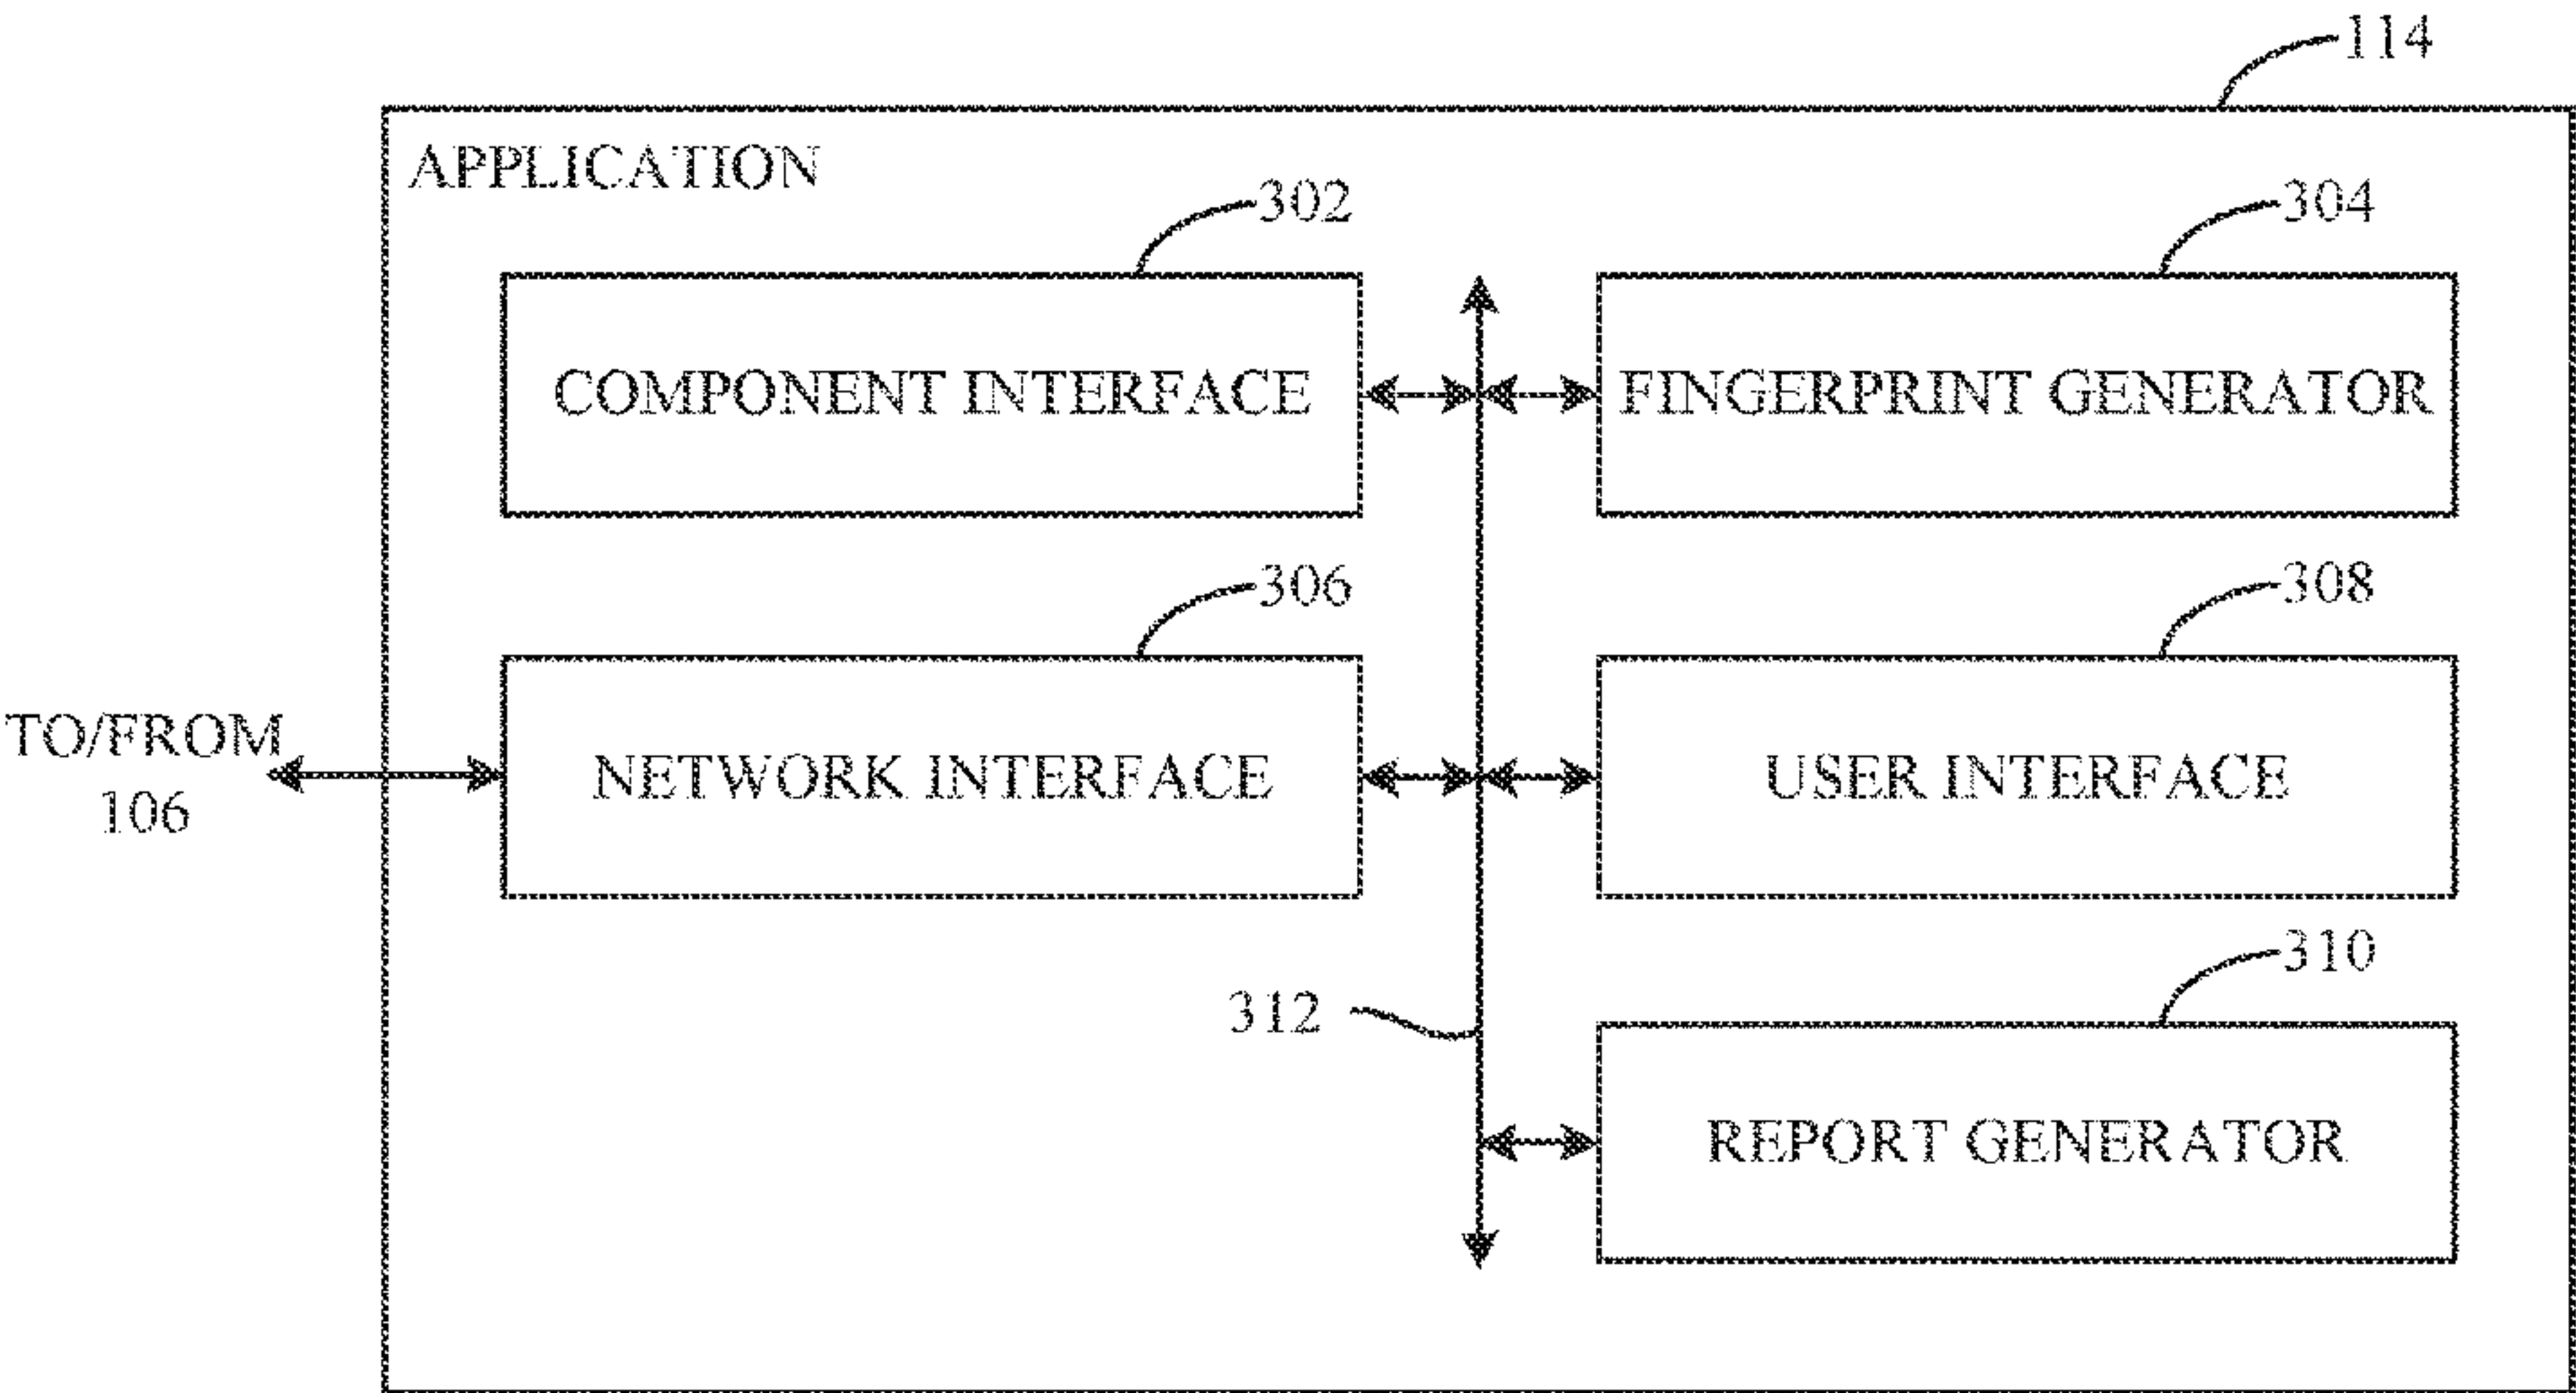 114
APPLICATION
302
304
COMPONENT INTERFACE
FINGERPRINT GENERATOR
306
308
TO/FROM
106
NETWORK INTERFACE
USER INTERFACE
310
312
REPORT GENERATOR